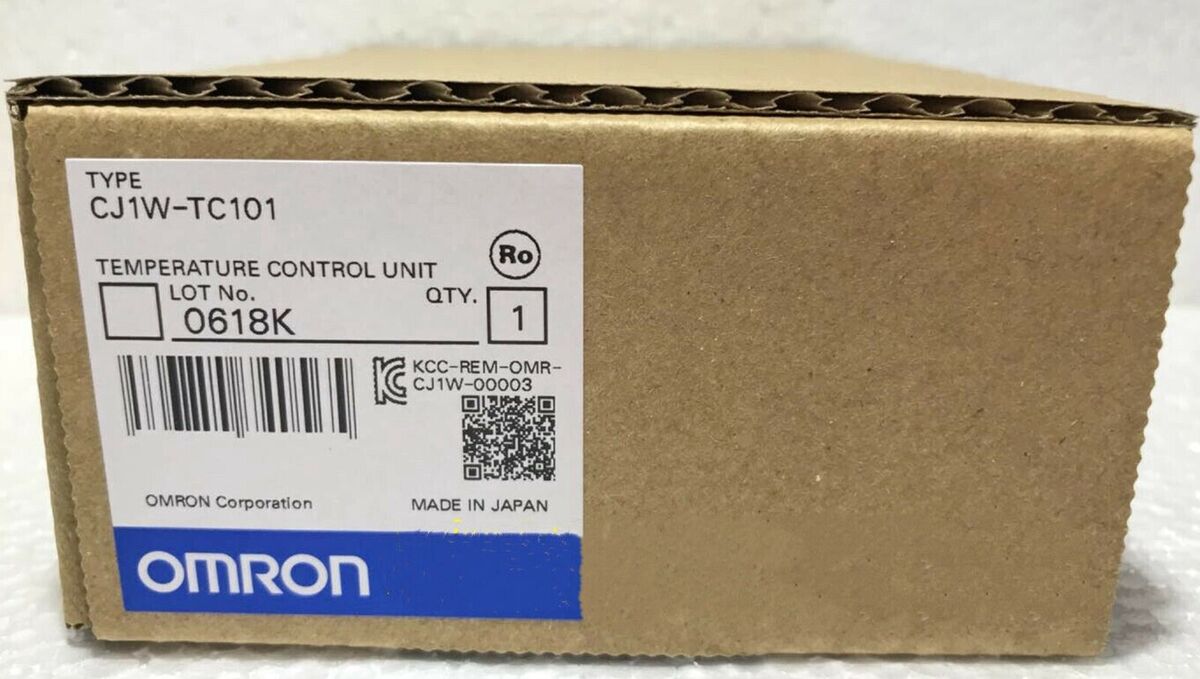 TYPE
CJ1W-TC101
Ro
TEMPERATURE CONTROL UNIT
LOT No.
0618K
QTY.
1
KCC-REM-OMR-
CJ1W-00003
OMRON Corporation
MADE IN JAPAN
OMRON